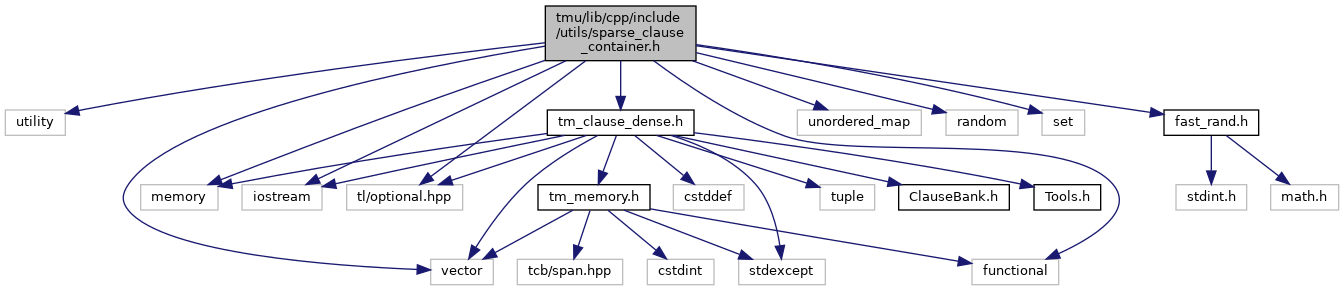 tmu/lib/cpp/include
/utils/sparse_clause
_container.h
utility
tm_clause_dense.h
unordered_map
random
set
fast_rand.h
memory
iostream
tl/optional.hpp
tm_memory.h
cstddef
tuple
ClauseBank.h
Tools.h
stdint.h
math.h
vector
tcb/span.hpp
cstdint
stdexcept
functional